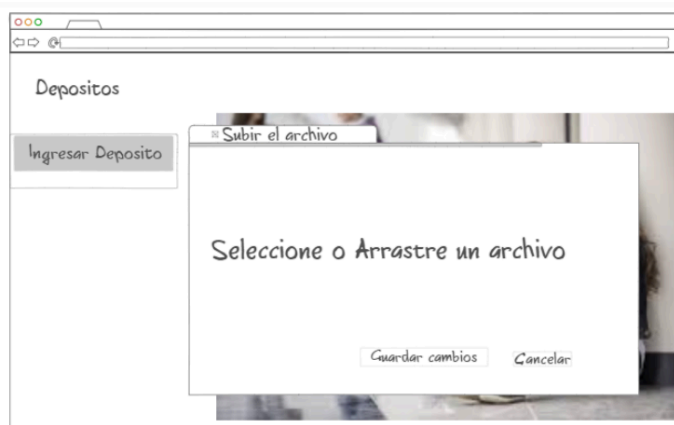 Depositos
Subir el archivo
Ingresar Deposito
Seleccione o Arrastre un archivo
Guardar cambios
Cancelar